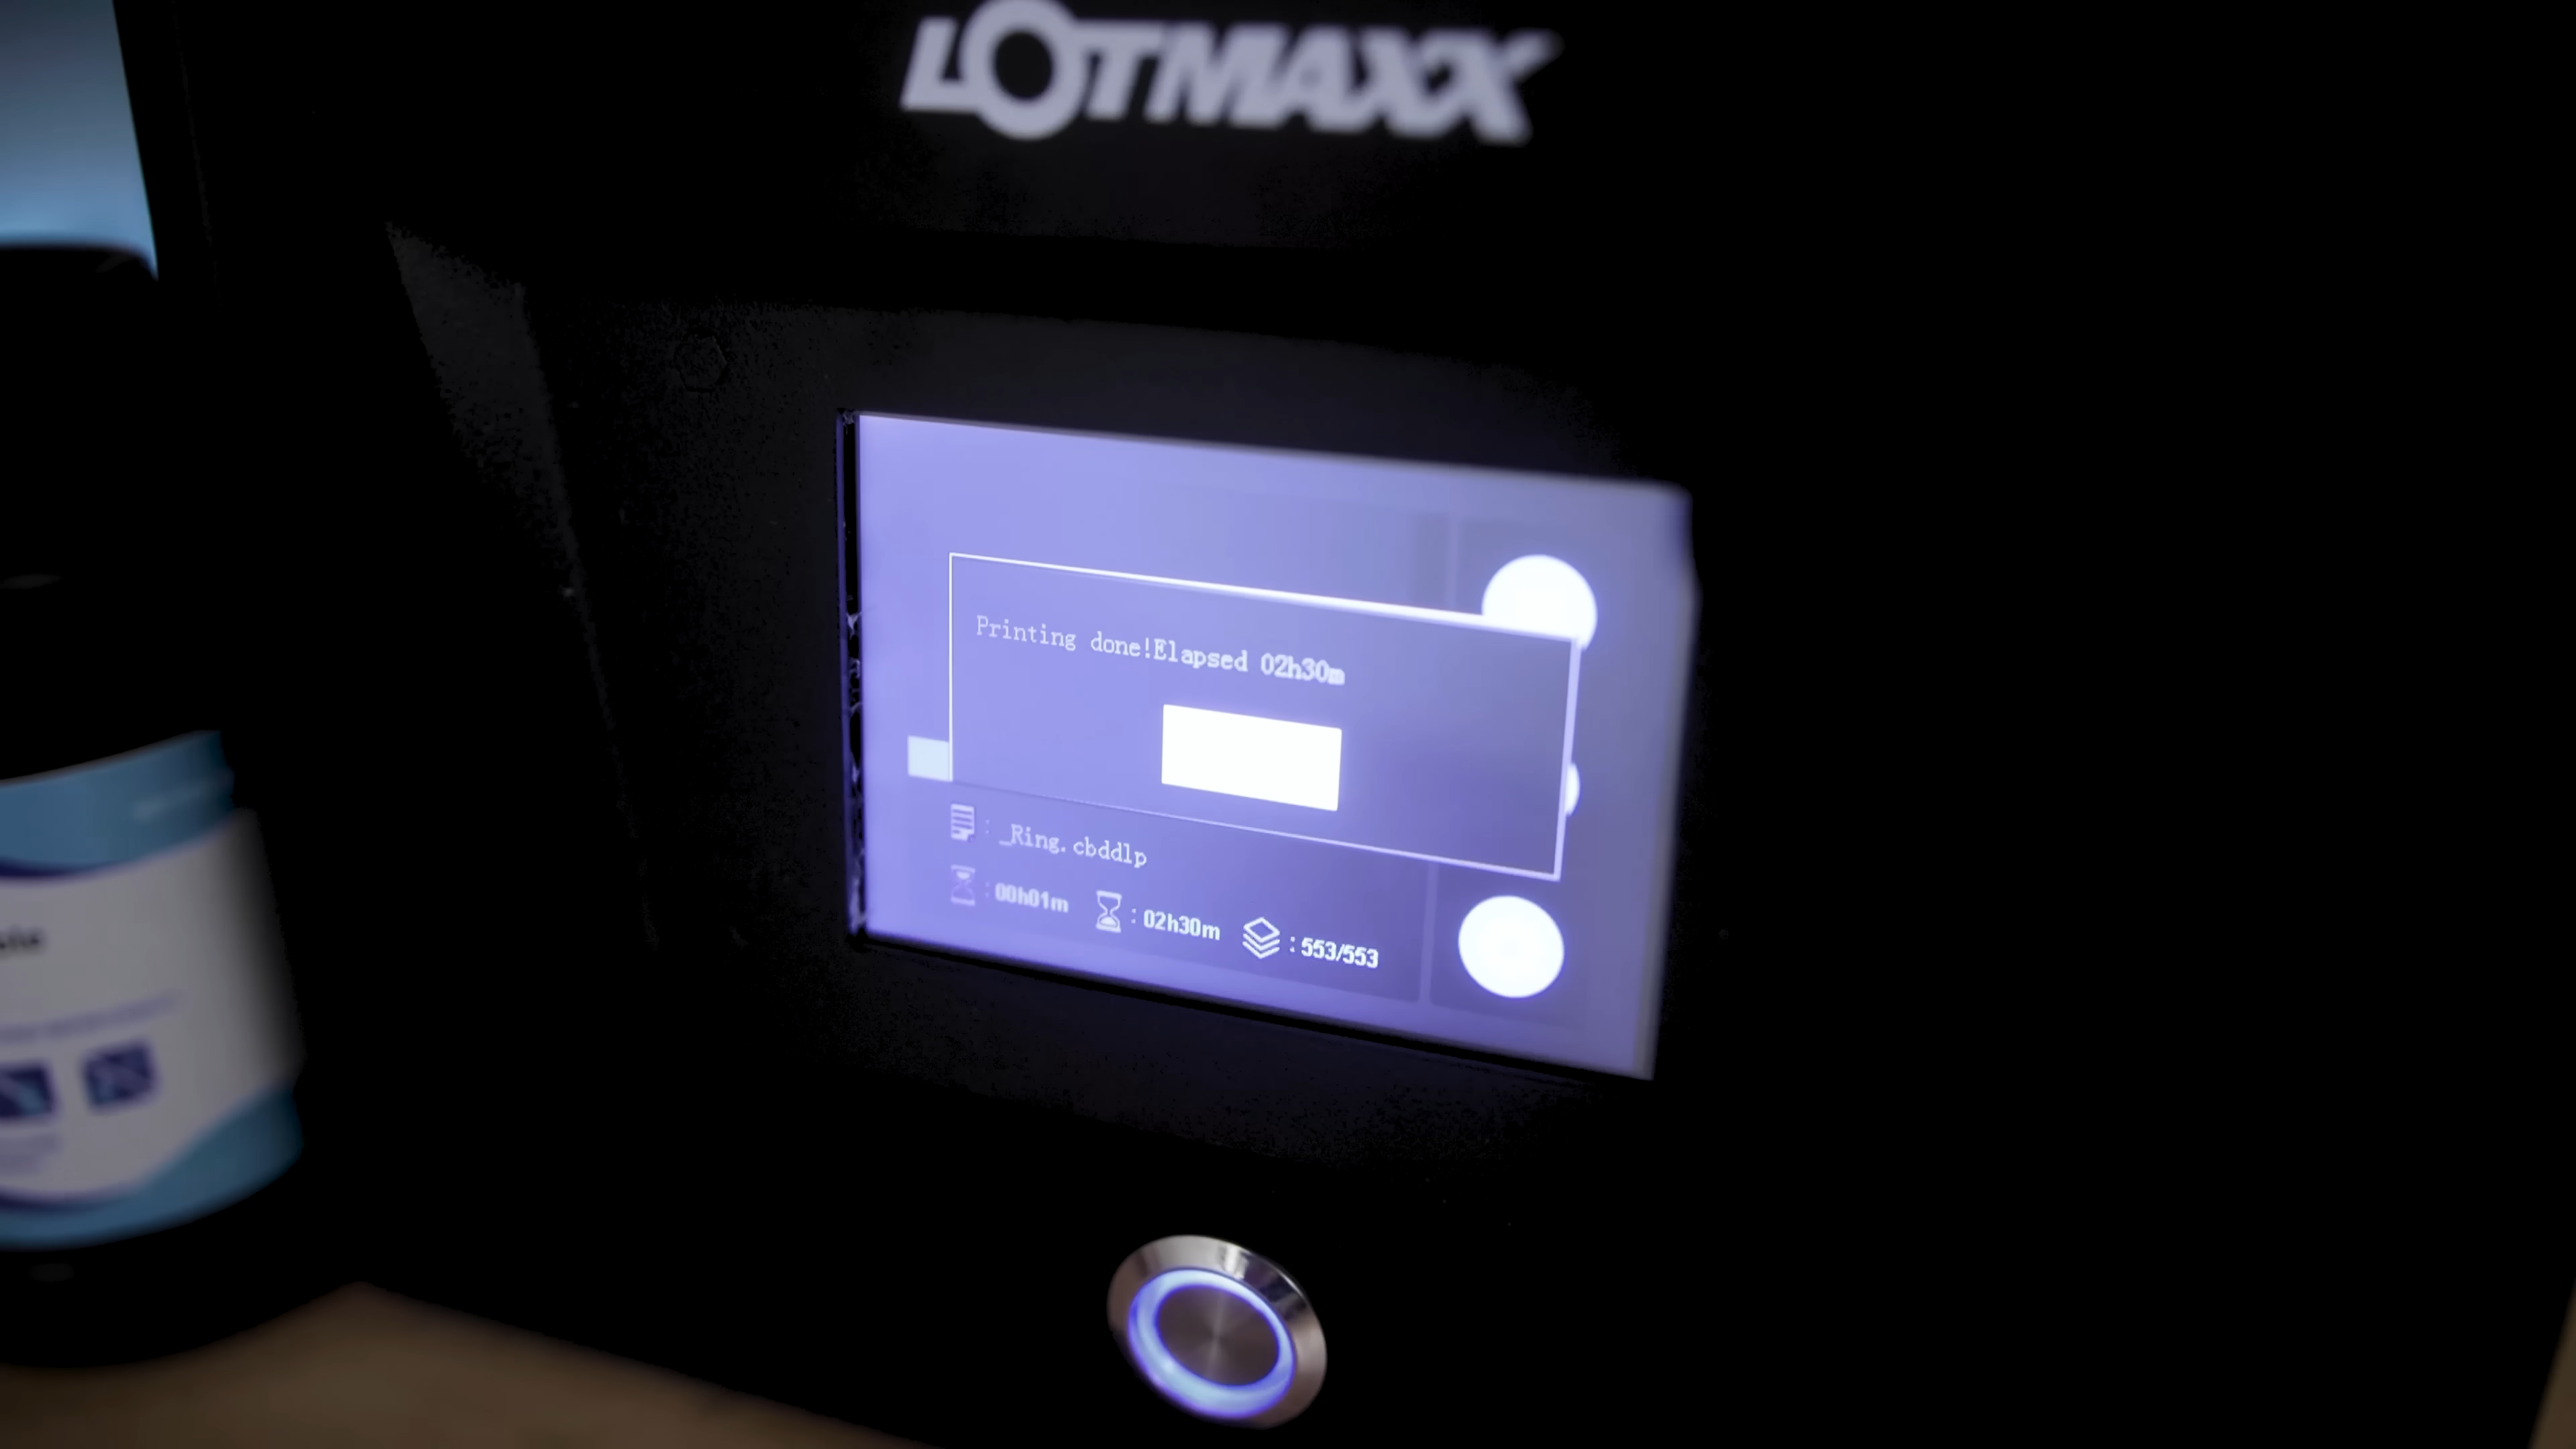 LOTMAXX
Printing done!Elapsed 02h30m
: _Ring.cbddlp
: 00h01m : 02h30m : 553/553